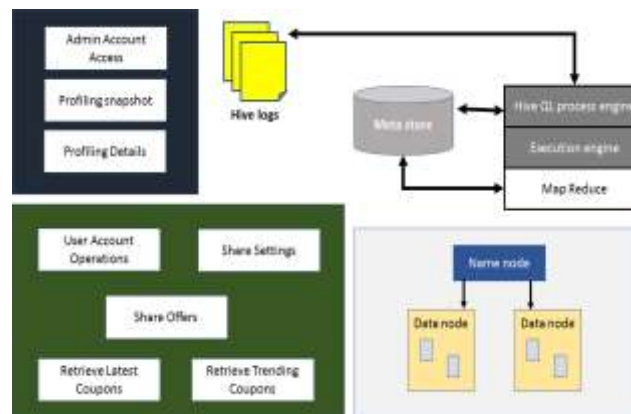 Admin Account
Access
Profiling snapshot
Profiling Details
Hive logs
Meta store
Hive QL process engine
Execution engine
Map Reduce
User Account
Operations
Share Settings
Share Offers
Retrieve Latest
Coupons
Retrieve Trending
Coupons
Name node
Data node
Data node